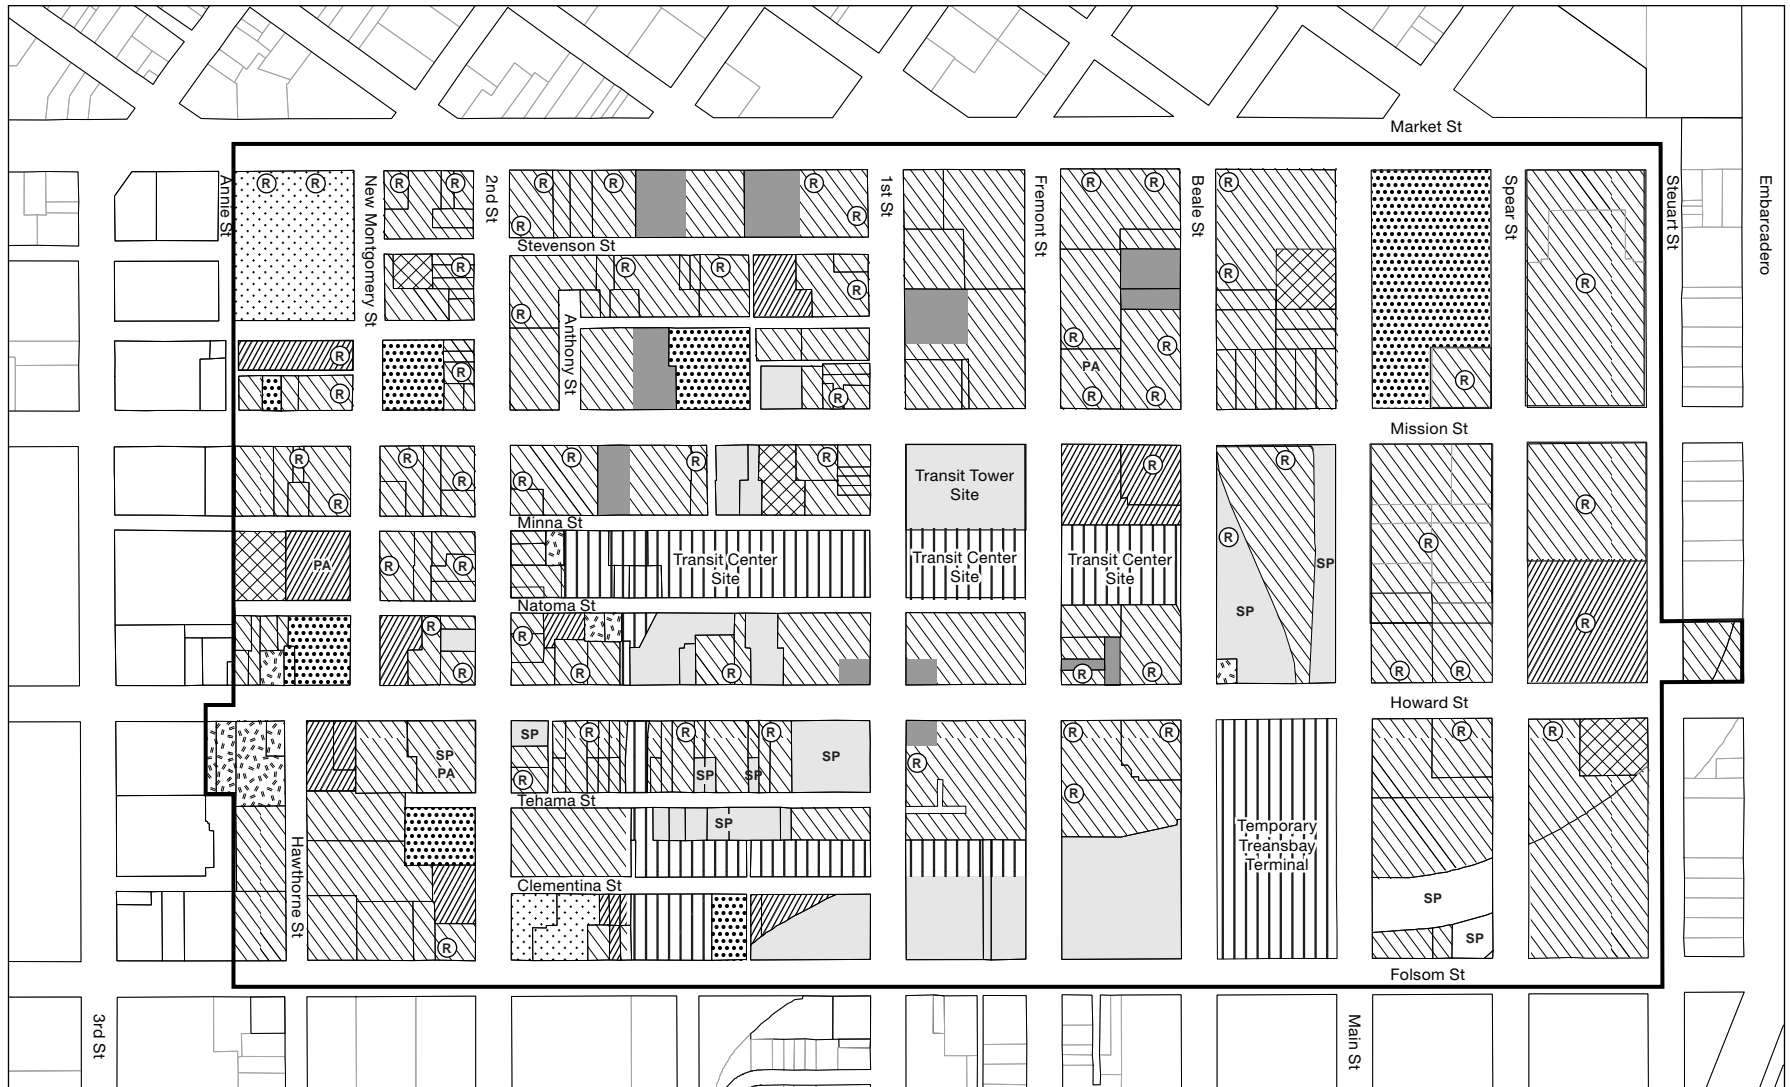 Market St
R R R R R R R R R R R
Annie St
New Montgomery St
2nd St
1st St
Fremont St
Beale St
Spear St
Steuart St
Embarcadero
R R
Stevenson St
R R R R R R
R R
Anthony St
R R
R R PA R
R R R R R
Mission St
R R R R R R R
R R R R
Transit Tower
Site
Minna St
R R R
PA R R
Transit Center
Site
Transit Center
Site
Transit Center
Site
SP
Natoma St
SP
R R R
R R R R R R R
Howard St
SP R R R R R R R
SP
PA
R SP SP SP R R
Tehama St
SP
Temporary
Treansbay
Terminal
Hawthorne St
Clementina St
SP
R SP
Folsom St
3rd St
Main St